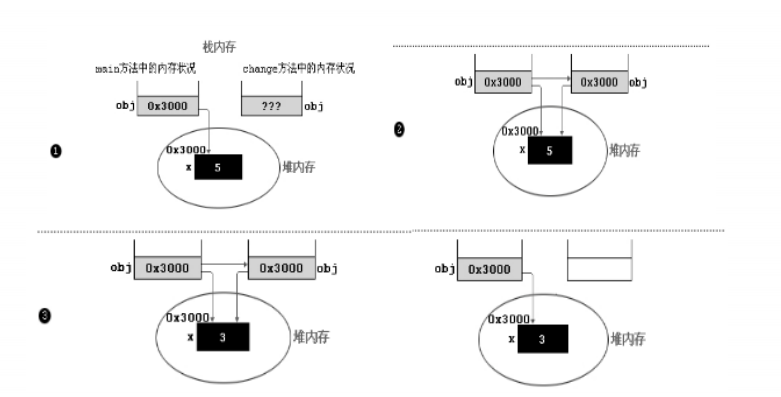 栈内存
main方法中的内存状况
change方法中的内存状况
obj 0x3000
??? obj
❶
0x3000
x 5
堆内存
obj 0x3000
0x3000 obj
❷
0x3000
x 5
堆内存
obj 0x3000
0x3000 obj
❸
0x3000
x 3
堆内存
obj 0x3000
0x3000
x 3
堆内存